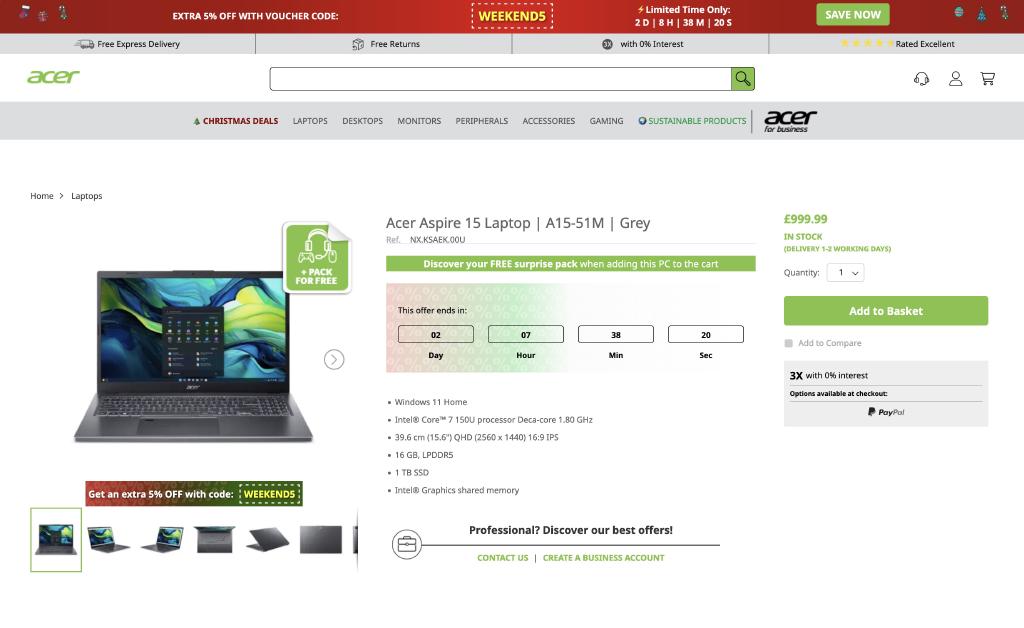 EXTRA 5% OFF WITH VOUCHER CODE:
WEEKEND5
⚡Limited Time Only:
2 D | 8 H | 38 M | 20 S
SAVE NOW
Free Express Delivery
Free Returns
3X with 0% Interest
Rated Excellent
acer
CHRISTMAS DEALS
LAPTOPS
DESKTOPS
MONITORS
PERIPHERALS
ACCESSORIES
GAMING
SUSTAINABLE PRODUCTS
acer
for business
Home > Laptops
+ PACK
FOR FREE
acer
Get an extra 5% OFF with code: WEEKEND5
Acer Aspire 15 Laptop | A15-51M | Grey
Ref. NX.KSAEK.00U
Discover your FREE surprise pack when adding this PC to the cart
This offer ends in:
02 07 38 20
Day Hour Min Sec
• Windows 11 Home
• Intel® Core™ 7 150U processor Deca-core 1.80 GHz
• 39.6 cm (15.6") QHD (2560 x 1440) 16:9 IPS
• 16 GB, LPDDR5
• 1 TB SSD
• Intel® Graphics shared memory
Professional? Discover our best offers!
CONTACT US | CREATE A BUSINESS ACCOUNT
£999.99
IN STOCK
(DELIVERY 1-2 WORKING DAYS)
Quantity: 1
Add to Basket
Add to Compare
3X with 0% interest
Options available at checkout:
PayPal